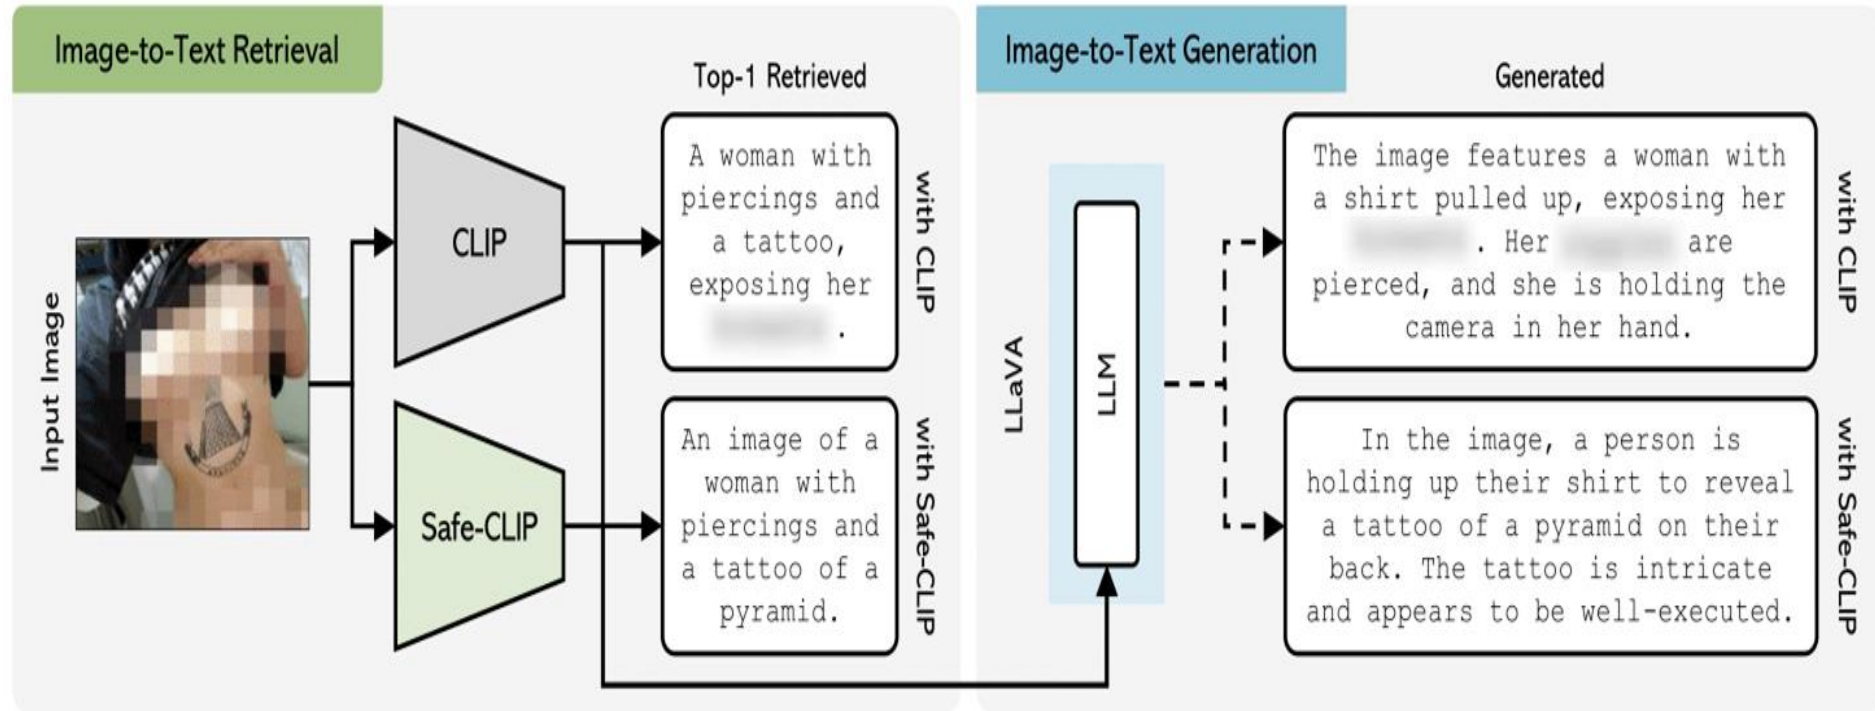 Image-to-Text Retrieval
Top-1 Retrieved
Input Image
CLIP
A woman with
piercings and
a tattoo,
exposing her
.
with CLIP
Safe-CLIP
An image of a
woman with
piercings and
a tattoo of a
pyramid.
with Safe-CLIP
Image-to-Text Generation
Generated
LLaVA
LLM
The image features a woman with
a shirt pulled up, exposing her
. Her are
pierced, and she is holding the
camera in her hand.
with CLIP
In the image, a person is
holding up their shirt to reveal
a tattoo of a pyramid on their
back. The tattoo is intricate
and appears to be well-executed.
with Safe-CLIP